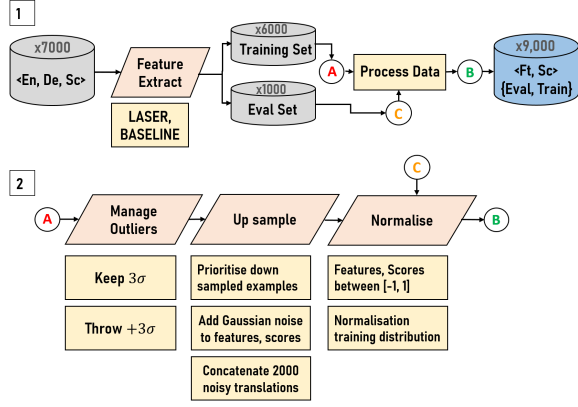 1
x7000
<En, De, Sc>
Feature
Extract
LASER,
BASELINE
x6000
Training Set
x1000
Eval Set
A
C
Process Data
B
x9,000
<Ft, Sc>
{Eval, Train}
2
A
Manage
Outliers
Keep 3σ
Throw +3σ
Up sample
Prioritise down
sampled examples
Add Gaussian noise
to features, scores
Concatenate 2000
noisy translations
C
Normalise
Features, Scores
between [-1, 1]
Normalisation
training distribution
B